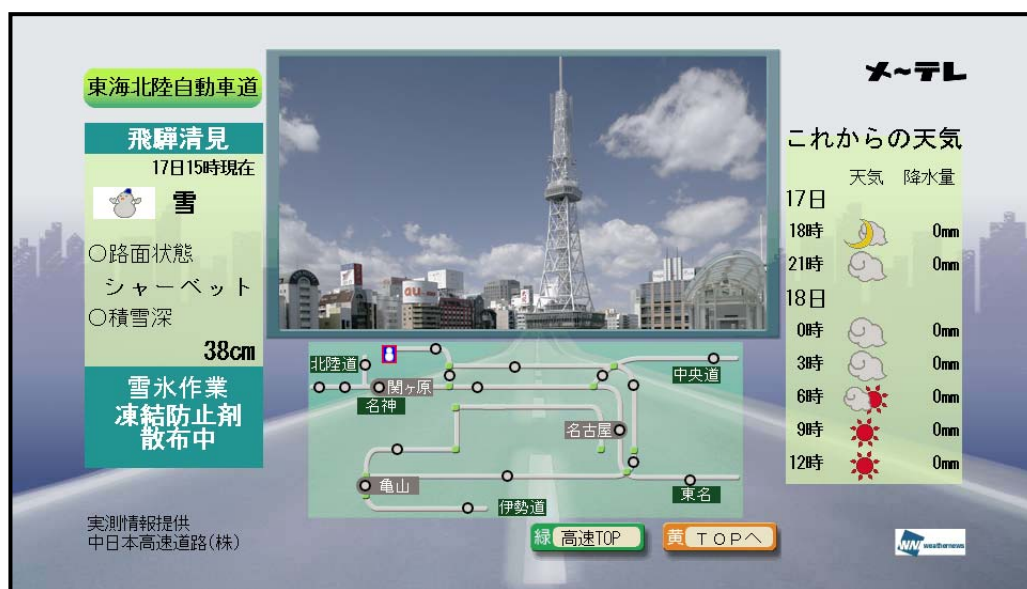 東海北陸自動車道
飛騨清見
17日15時現在
雪
○路面状態
シャーベット
○積雪深
38cm
雪氷作業
凍結防止剤
散布中
実測情報提供
中日本高速道路(株)
au
北陸道
関ヶ原
名神
中央道
名古屋
亀山
伊勢道
東名
緑 高速TOP
黄 TOPへ
メ~テレ
これからの天気
天気 降水量
17日
18時 0mm
21時 0mm
18日
0時 0mm
3時 0mm
6時 0mm
9時 0mm
12時 0mm
WNI weathernews